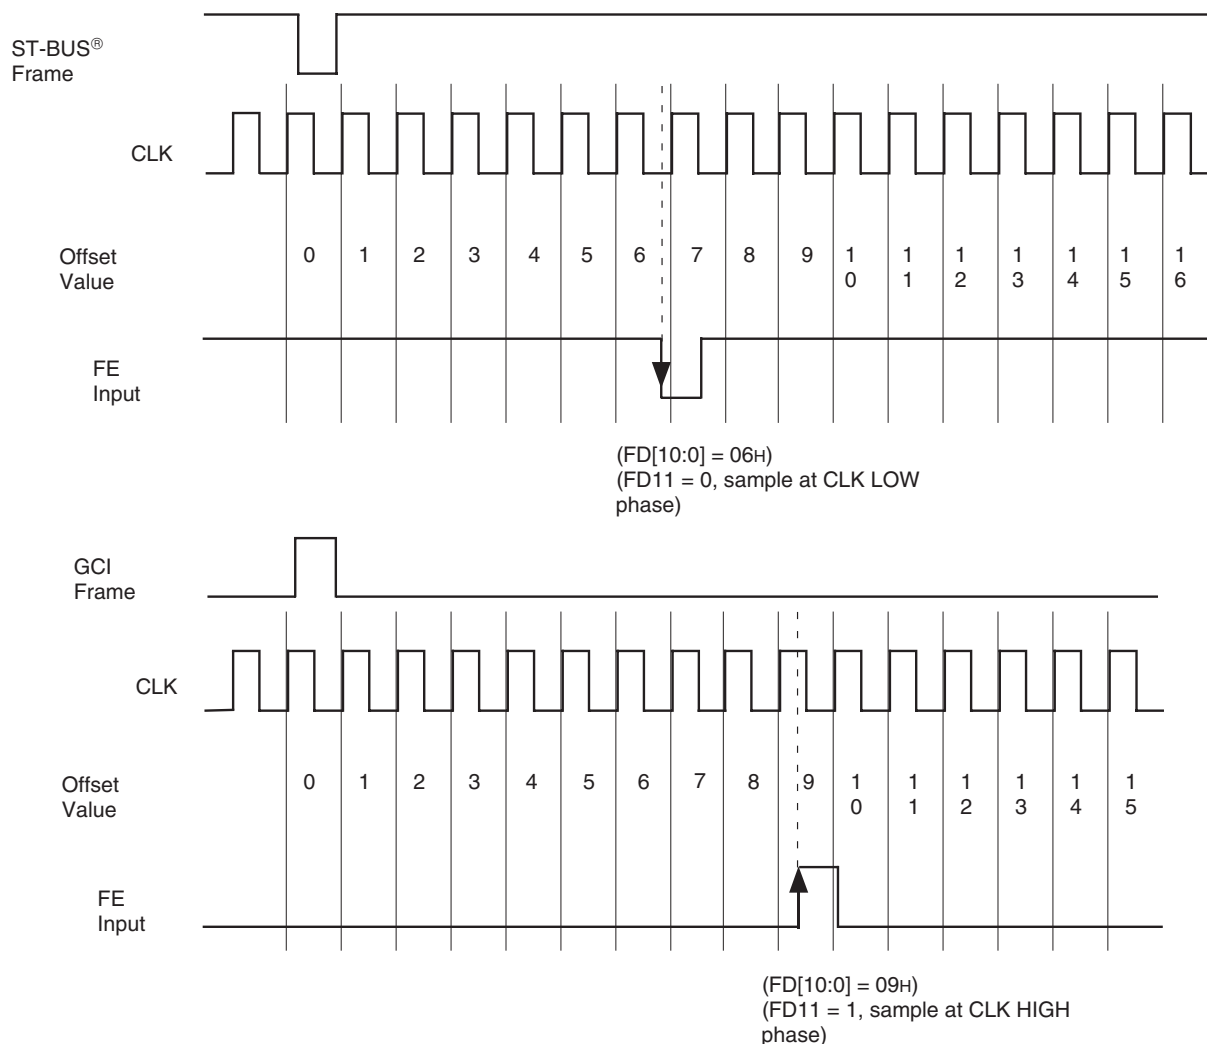 ST-BUS®
Frame
CLK
Offset
Value
0 1 2 3 4 5 6 7 8 9 1 1 1 1 1 1 1
0 1 2 3 4 5 6
FE
Input
(FD[10:0] = 06H)
(FD11 = 0, sample at CLK LOW
phase)
GCI
Frame
CLK
Offset
Value
0 1 2 3 4 5 6 7 8 9 1 1 1 1 1 1
0 1 2 3 4 5
FE
Input
(FD[10:0] = 09H)
(FD11 = 1, sample at CLK HIGH
phase)